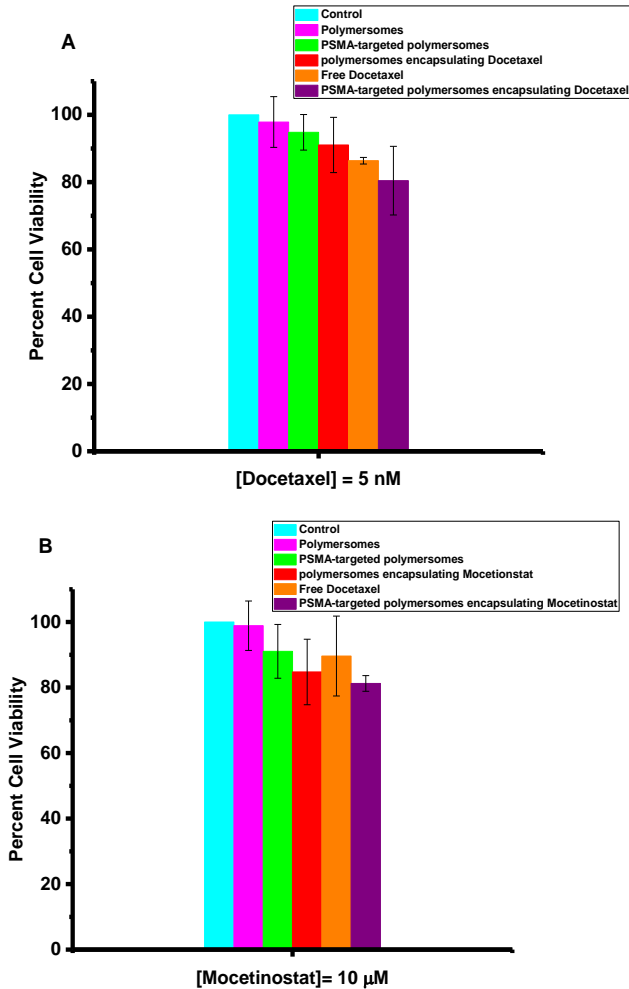 A
Control
Polymersomes
PSMA-targeted polymersomes
polymersomes encapsulating Docetaxel
Free Docetaxel
PSMA-targeted polymersomes encapsulating Docetaxel
Percent Cell Viability
100
80
60
40
20
0
[Docetaxel] = 5 nM
B
Control
Polymersomes
PSMA-targeted polymersomes
polymersomes encapsulating Mocetionstat
Free Docetaxel
PSMA-targeted polymersomes encapsulating Mocetinostat
Percent Cell Viability
100
80
60
40
20
0
[Mocetinostat]= 10 μM